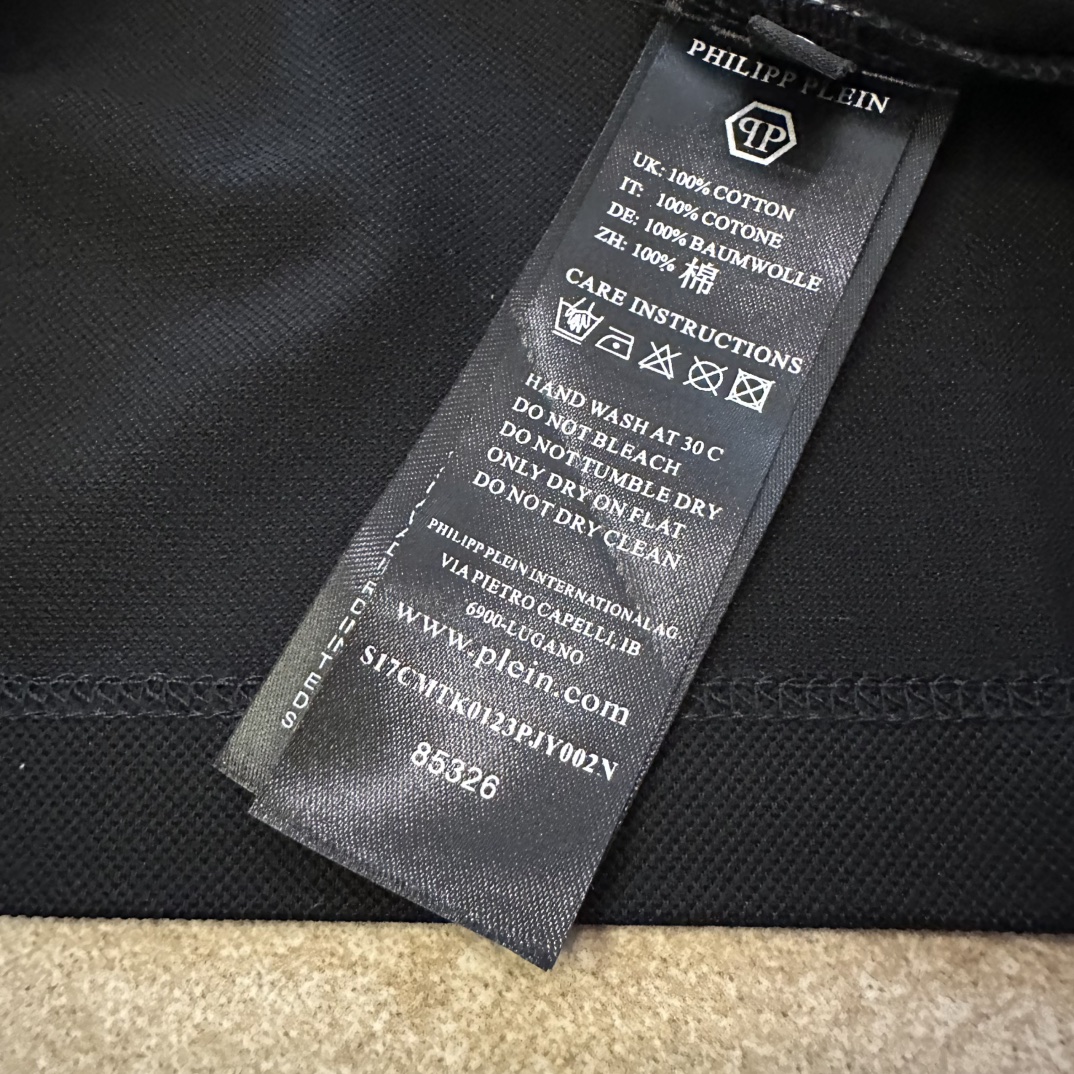 PHILIPP PLEIN
UK: 100% COTTON
IT: 100% COTONE
DE: 100% BAUMWOLLE
ZH: 100% 棉
CARE INSTRUCTIONS
HAND WASH AT 30 C
DO NOT BLEACH
DO NOT TUMBLE DRY
ONLY DRY ON FLAT
DO NOT DRY CLEAN
PHILIPP PLEIN INTERNATIONAL AG
VIA PIETRO CAPELLI, 1B
6900-LUGANO
www.plein.com
S17CMTK0123PJY002N
85326